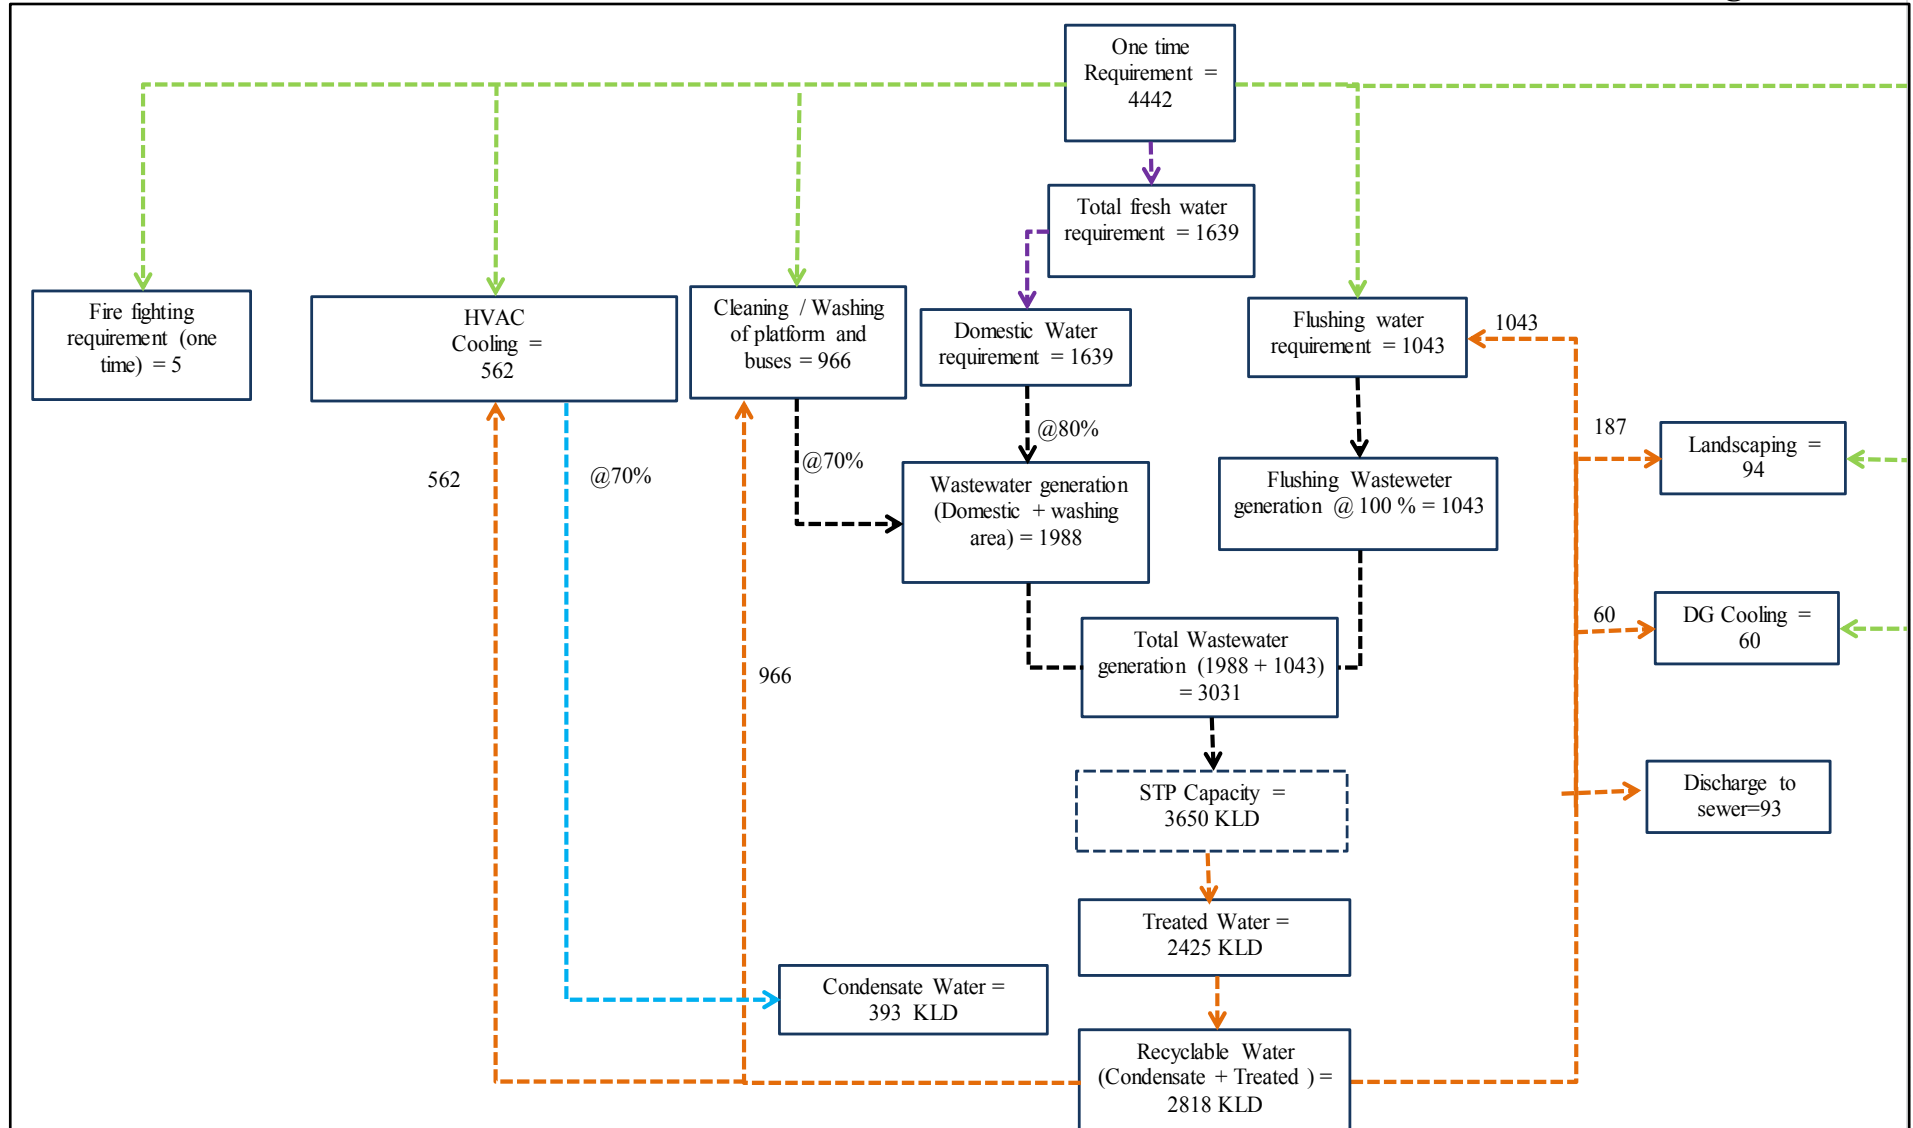 One time
Requirement =
4442
Total fresh water
requirement = 1639
Fire fighting
requirement (one
time) = 5
HVAC
Cooling =
562
Cleaning / Washing
of platform and
buses = 966
Domestic Water
requirement = 1639
Flushing water
requirement = 1043
1043
187
Landscaping =
94
562
@70%
@70%
@80%
Wastewater generation
(Domestic + washing
area) = 1988
Flushing Wasteweter
generation @ 100 % = 1043
60
DG Cooling =
60
966
Total Wastewater
generation (1988 + 1043)
= 3031
STP Capacity =
3650 KLD
Discharge to
sewer=93
Treated Water =
2425 KLD
Condensate Water =
393 KLD
Recyclable Water
(Condensate + Treated ) =
2818 KLD